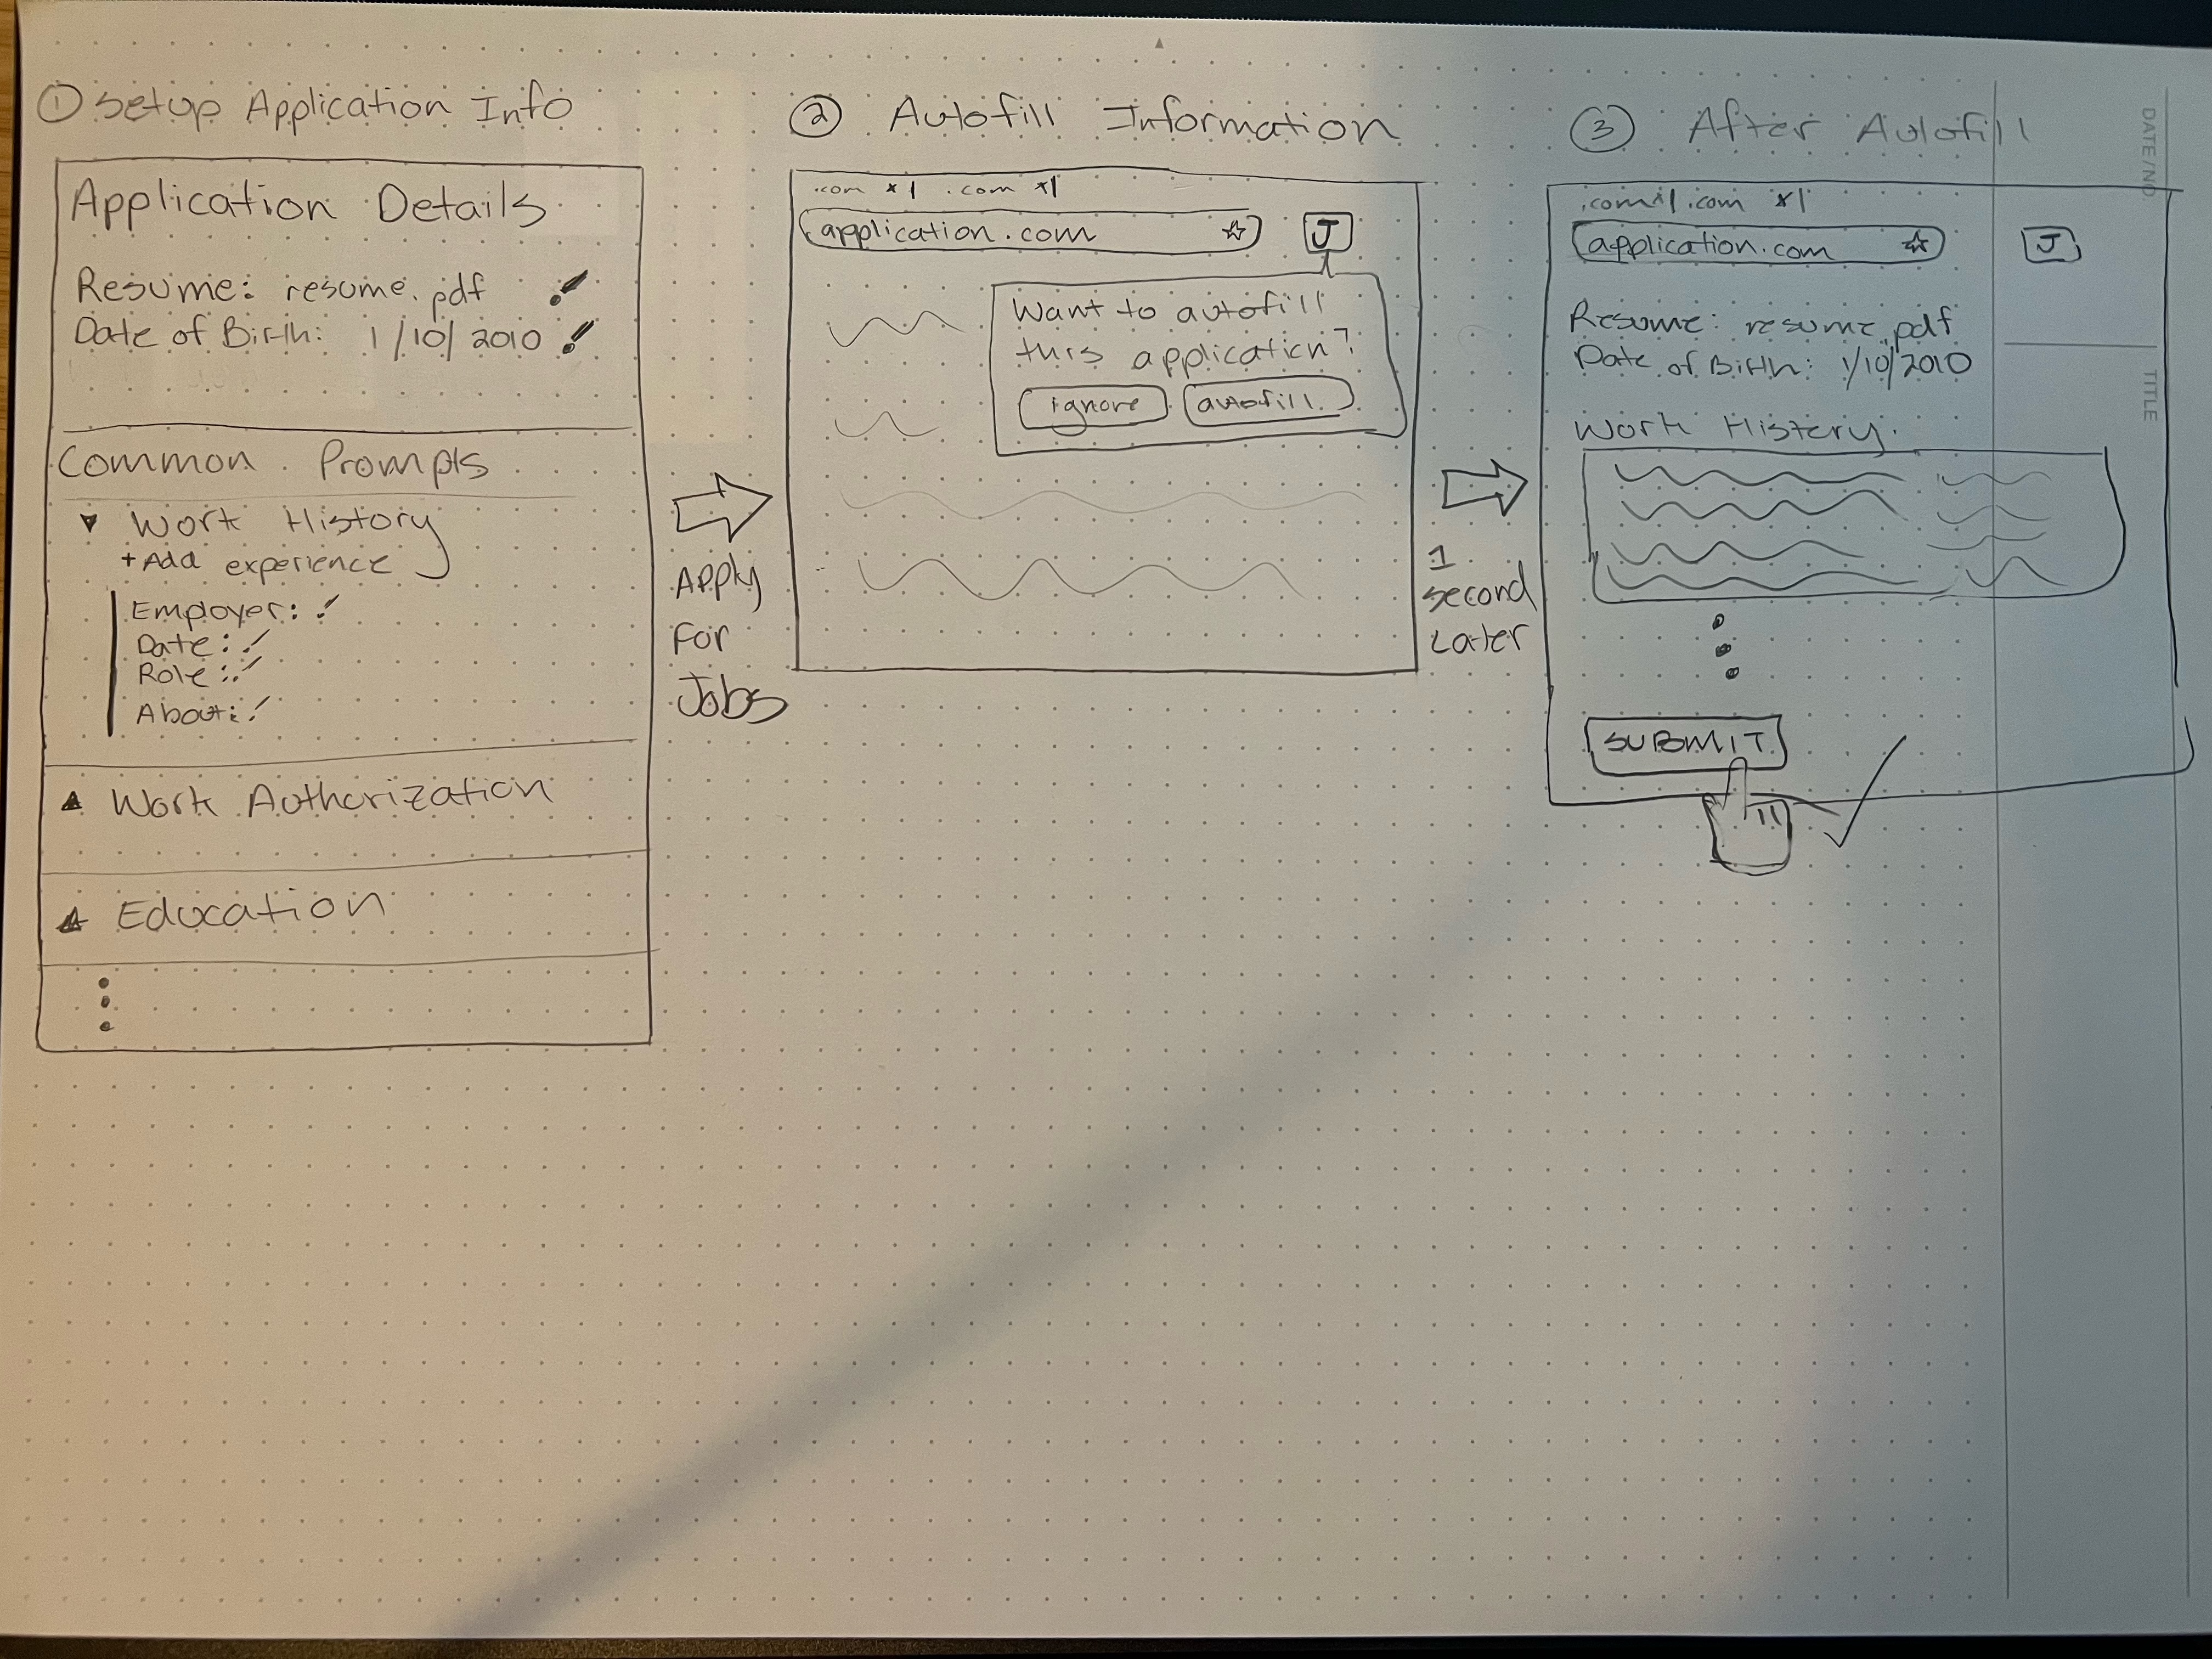 ① Setup Application Info
Application Details
Resume: resume.pdf
Date of Birth: 1/10/2010
Common Prompts
▼ Work History
+ Add experience
Employer:
Date:
Role:
About:
▲ Work Authorization
▲ Education
Apply
For
Jobs
② Autofill Information
.com x| .com x|
application.com ☆
J
Want to autofill
this application?
ignore autofill
1
second
Later
③ After Autofill
.com x| .com x|
application.com ☆
J
Resume: resume.pdf
Date of Birth: 1/10/2010
Work History:
SUBMIT
DATE/NO
TITLE